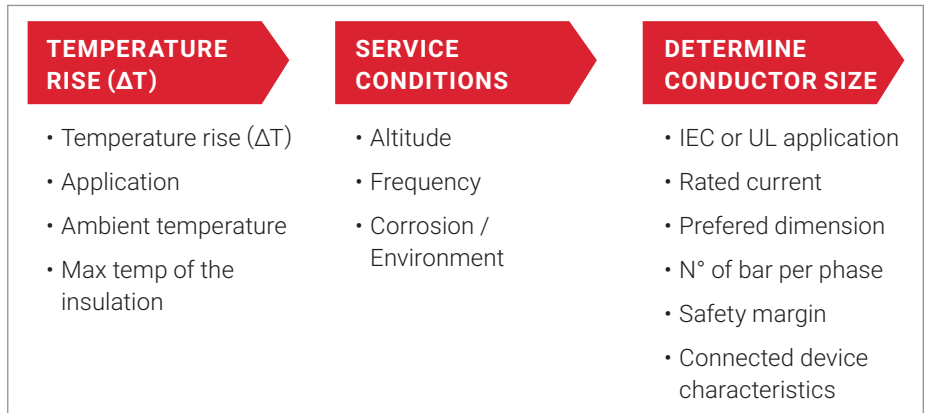 TEMPERATURE
RISE (ΔT)
• Temperature rise (ΔT)
• Application
• Ambient temperature
• Max temp of the
insulation
SERVICE
CONDITIONS
• Altitude
• Frequency
• Corrosion /
Environment
DETERMINE
CONDUCTOR SIZE
• IEC or UL application
• Rated current
• Prefered dimension
• N° of bar per phase
• Safety margin
• Connected device
characteristics